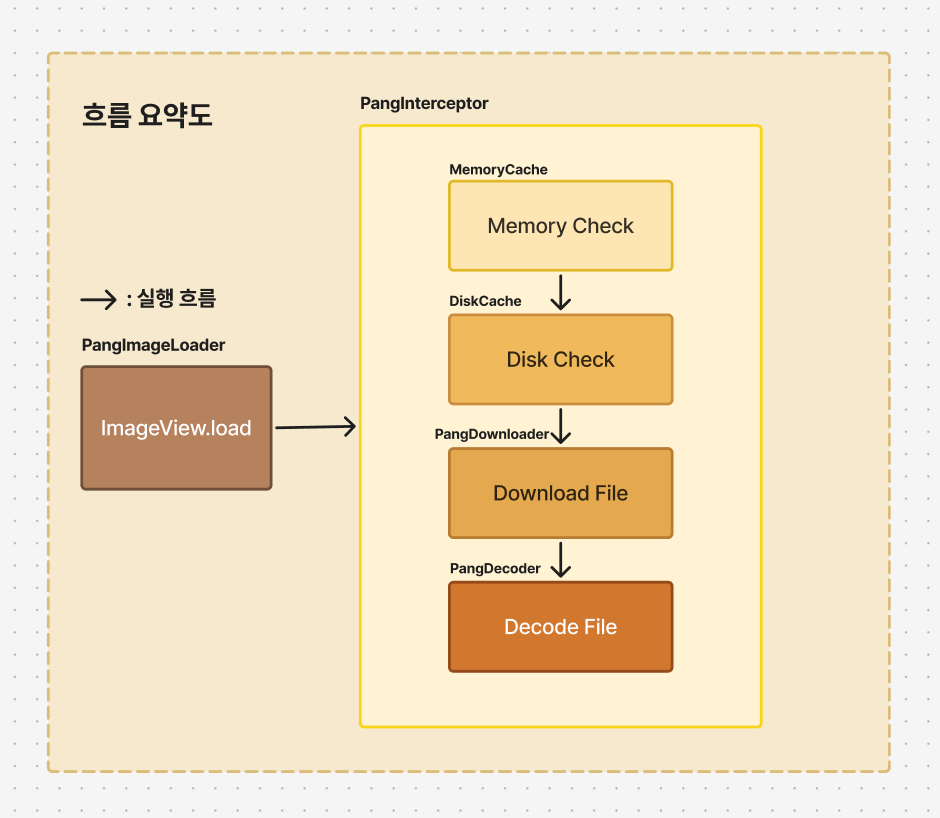 흐름 요약도
: 실행 흐름
PangImageLoader
ImageView.load
PangInterceptor
MemoryCache
Memory Check
DiskCache
Disk Check
PangDownloader
Download File
PangDecoder
Decode File